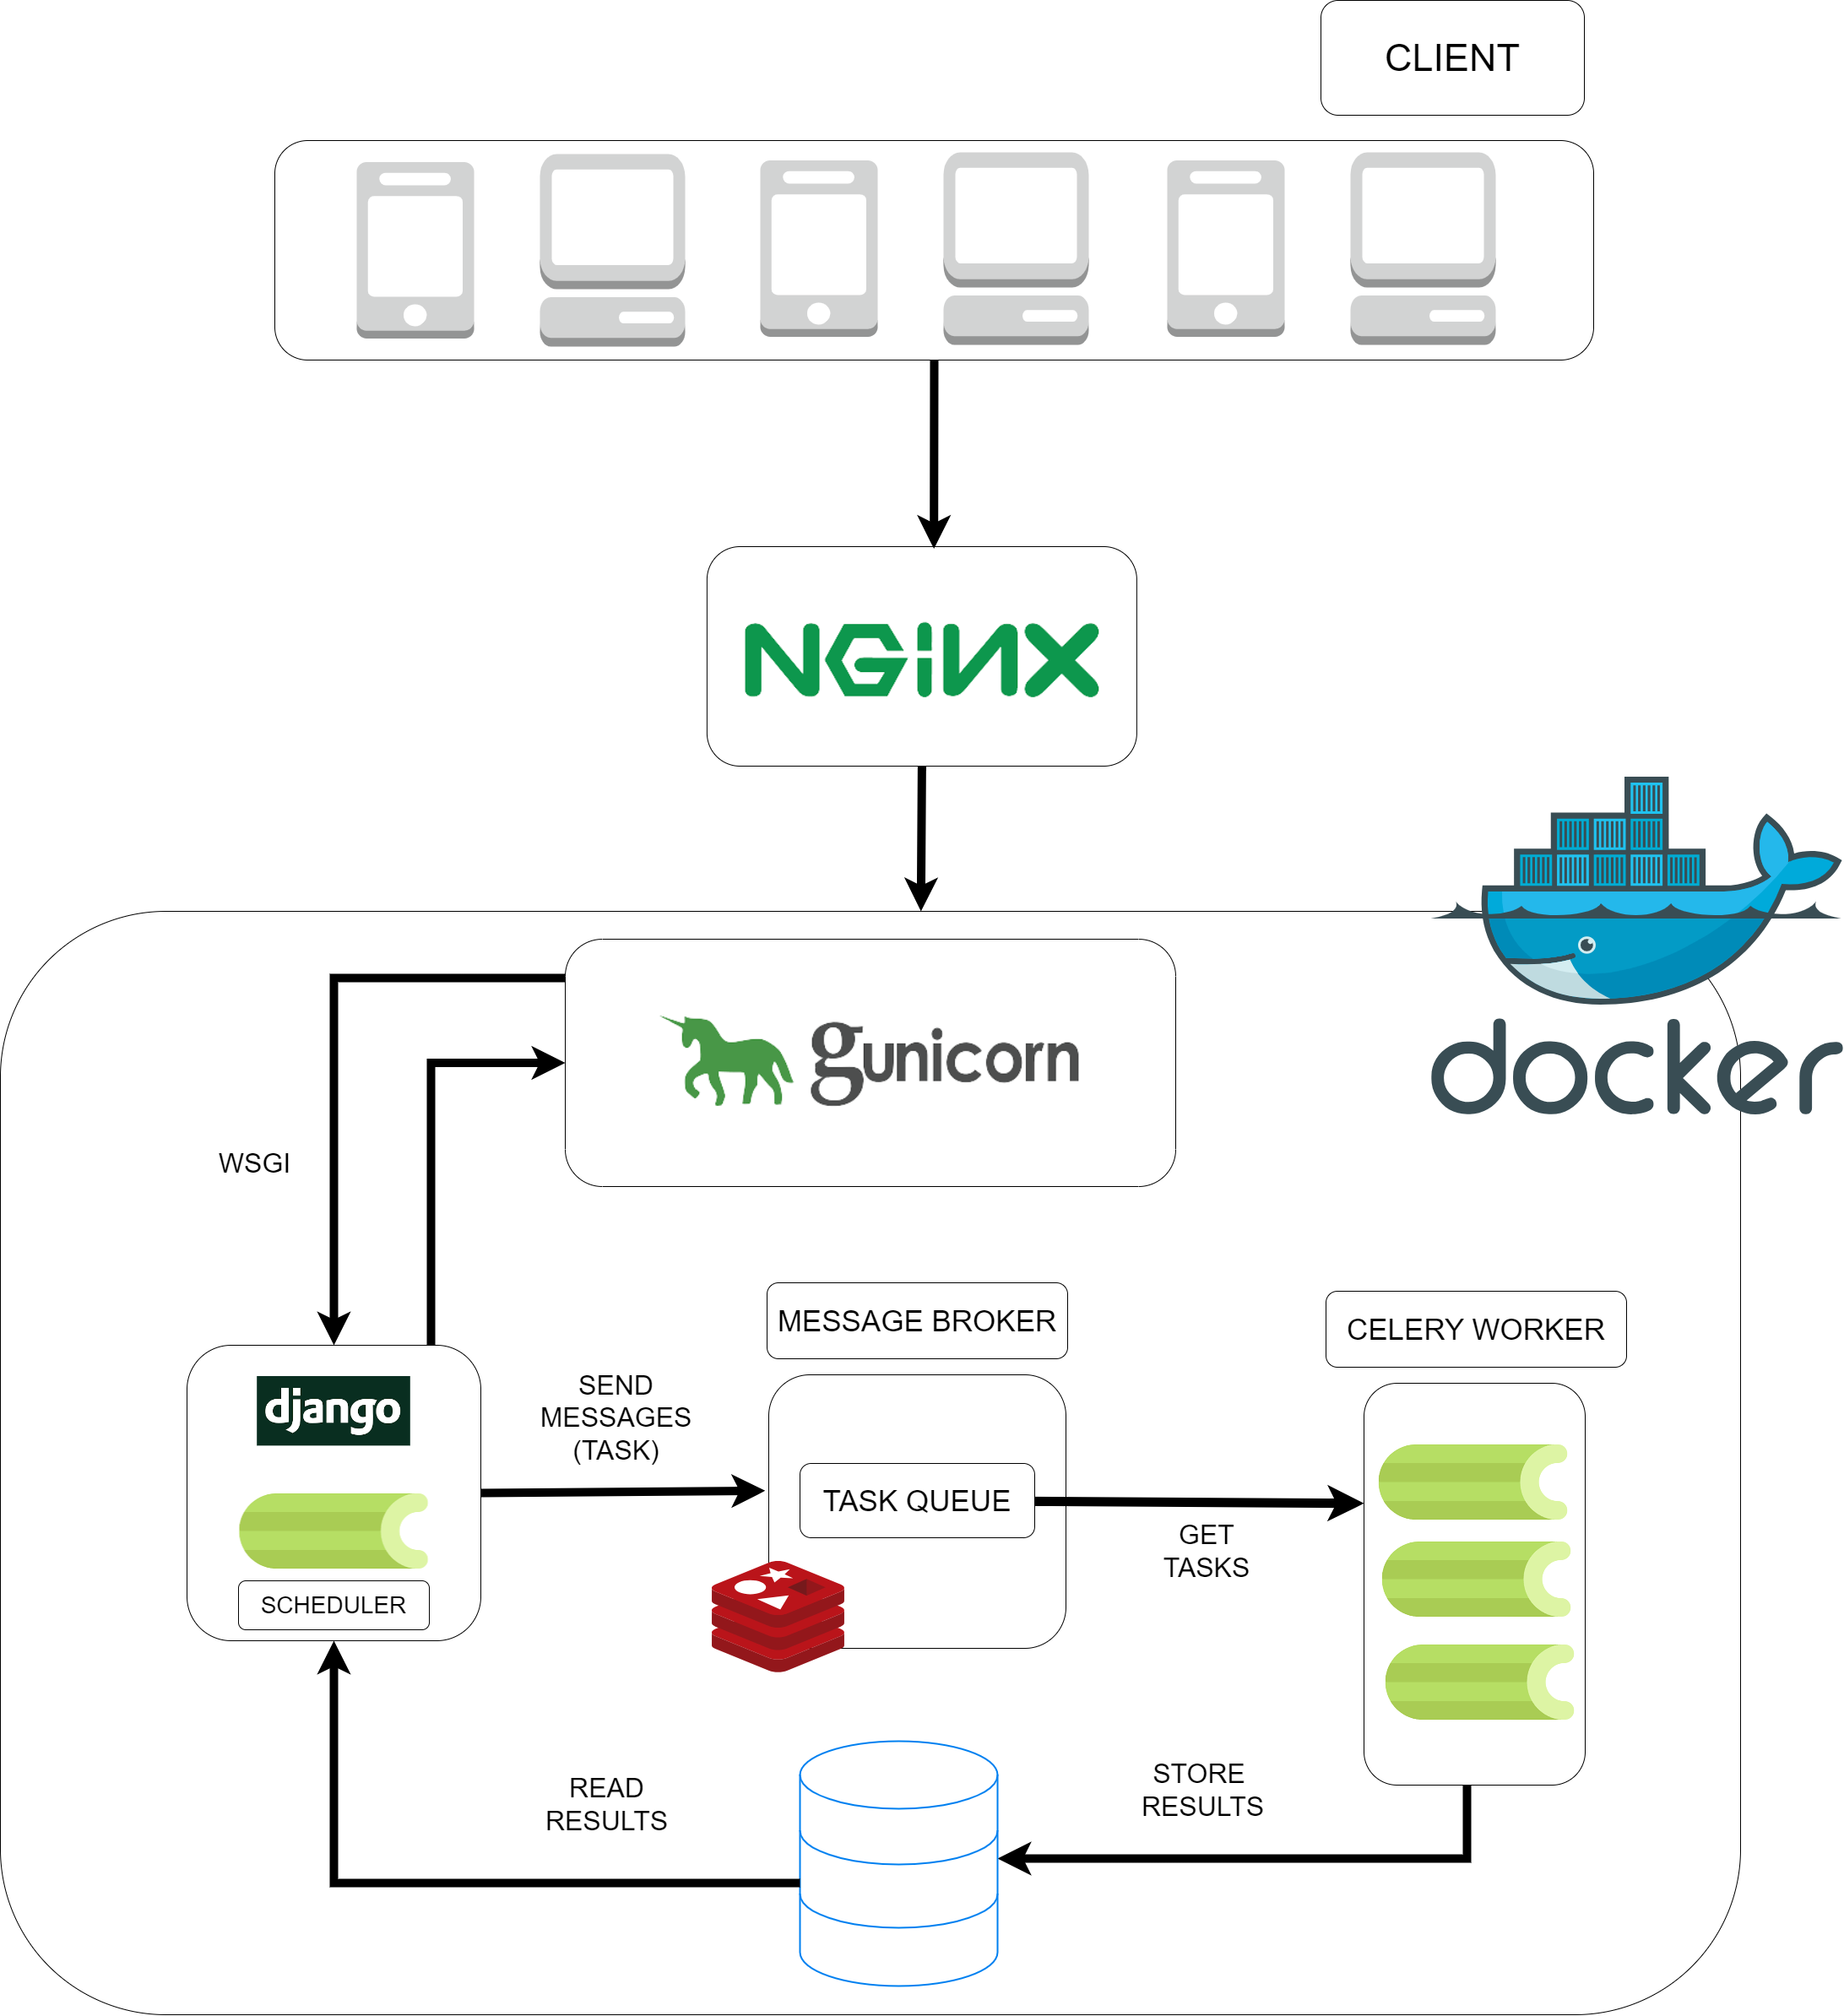 CLIENT
NGiNX
docker
gunicorn
WSGI
MESSAGE BROKER
CELERY WORKER
django
SEND
MESSAGES
(TASK)
TASK QUEUE
GET
TASKS
SCHEDULER
READ
RESULTS
STORE
RESULTS